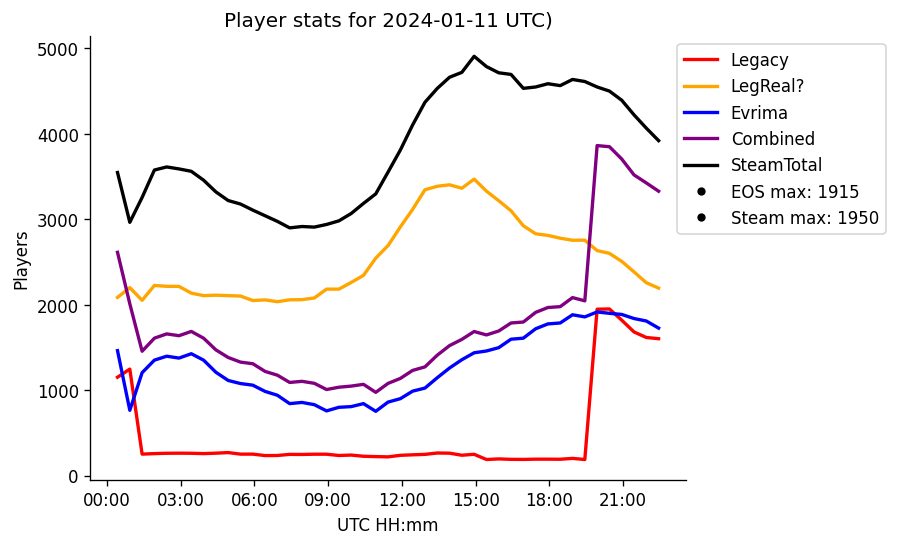 Player stats for 2024-01-11 UTC)
5000
4000
3000
2000
1000
0
Players
00:00 03:00 06:00 09:00 12:00 15:00 18:00 21:00
UTC HH:mm
Legacy
LegReal?
Evrima
Combined
SteamTotal
EOS max: 1915
Steam max: 1950